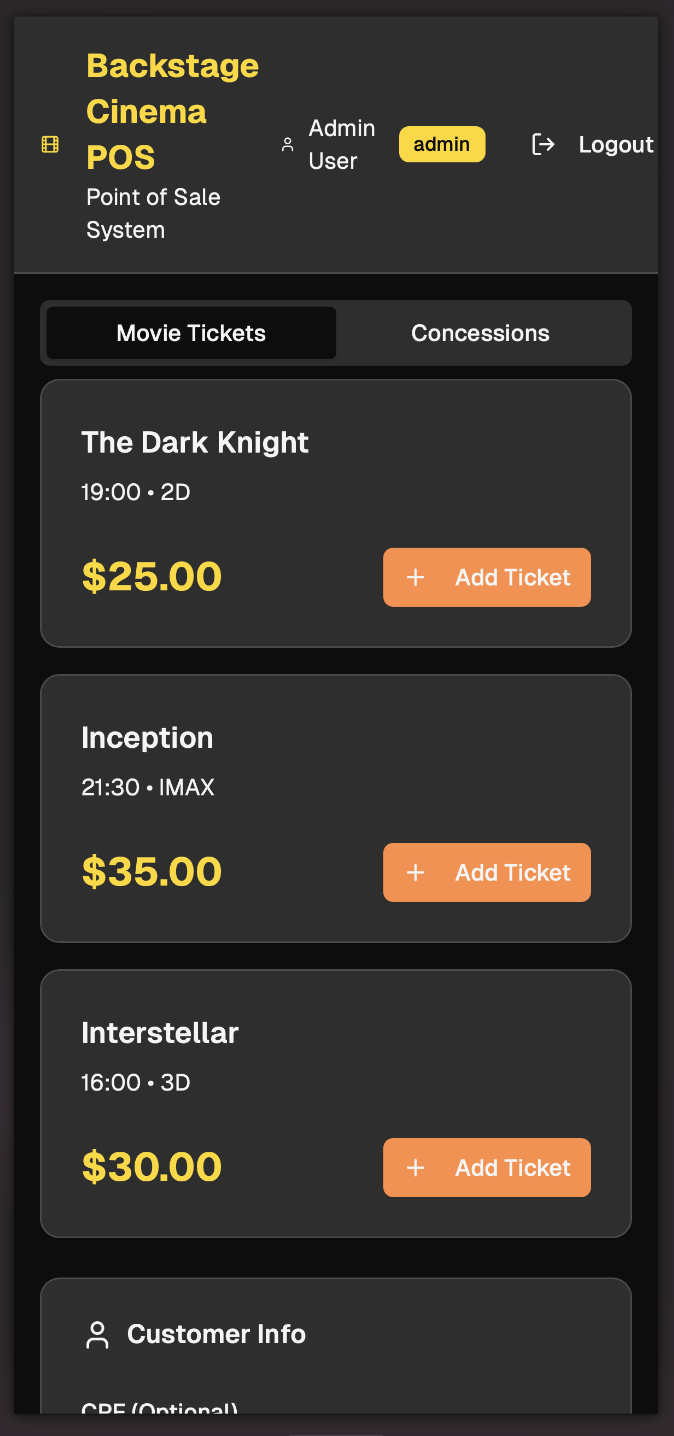 Backstage
Cinema
POS
Point of Sale
System
Admin
User
admin
Logout
Movie Tickets
Concessions
The Dark Knight
19:00 • 2D
$25.00
+ Add Ticket
Inception
21:30 • IMAX
$35.00
+ Add Ticket
Interstellar
16:00 • 3D
$30.00
+ Add Ticket
Customer Info
CPF (Optional)